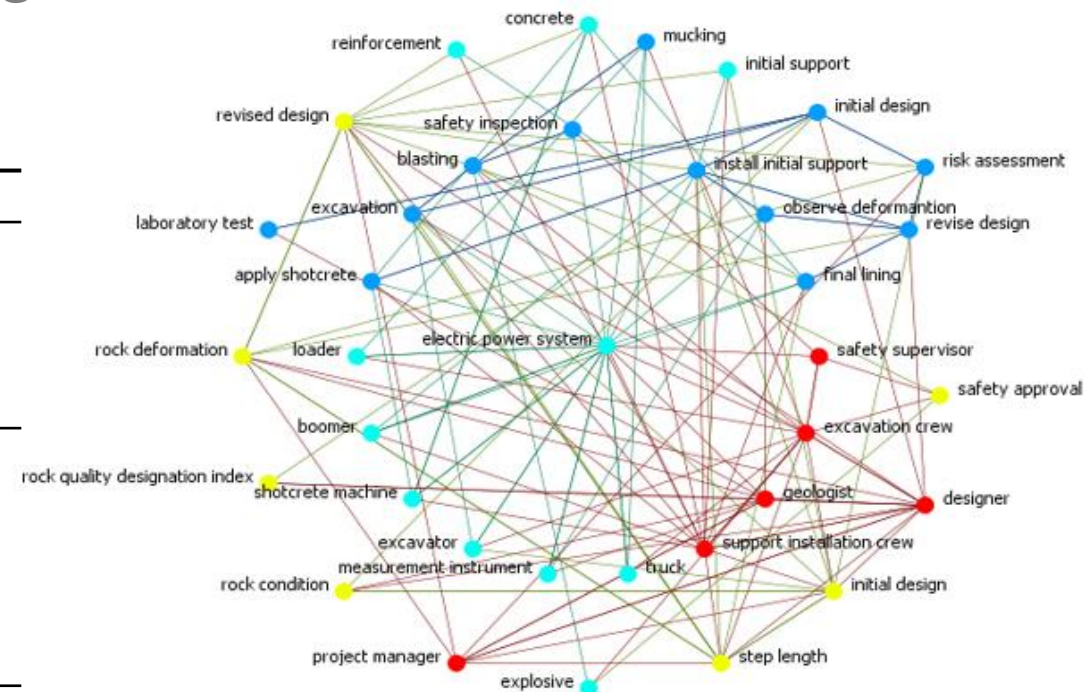 concrete
mucking
reinforcement
initial support
initial design
revised design
safety inspection
blasting
install initial support
risk assessment
excavation
observe deformantion
laboratory test
revise design
apply shotcrete
final lining
electric power system
rock deformation
loader
safety supervisor
safety approval
boomer
excavation crew
rock quality designation index
shotcrete machine
geologist
designer
excavator
support installation crew
measurement instrument
truck
rock condition
initial design
project manager
step length
explosive